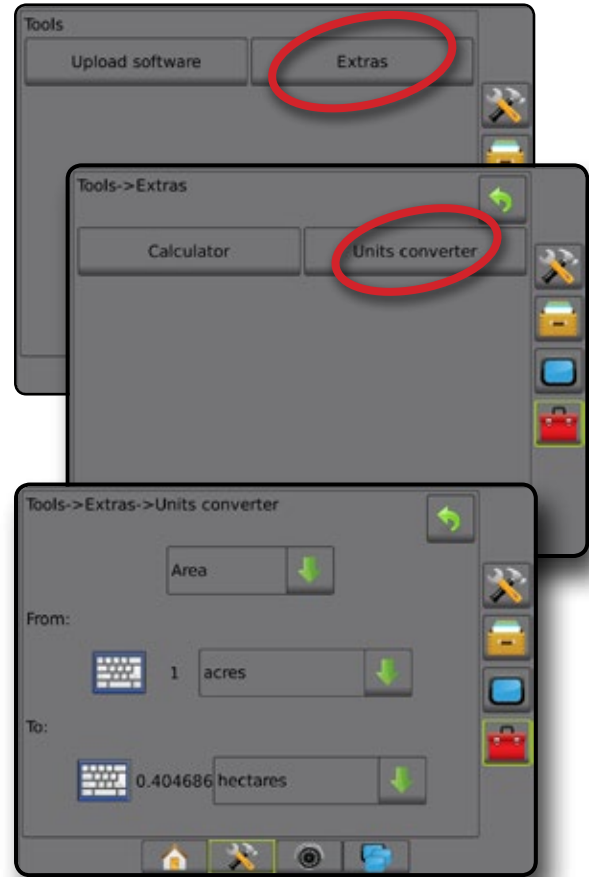 Tools
Upload software Extras
Tools->Extras
Calculator Units converter
Tools->Extras->Units converter
Area
From:
1 acres
To:
0.404686 hectares